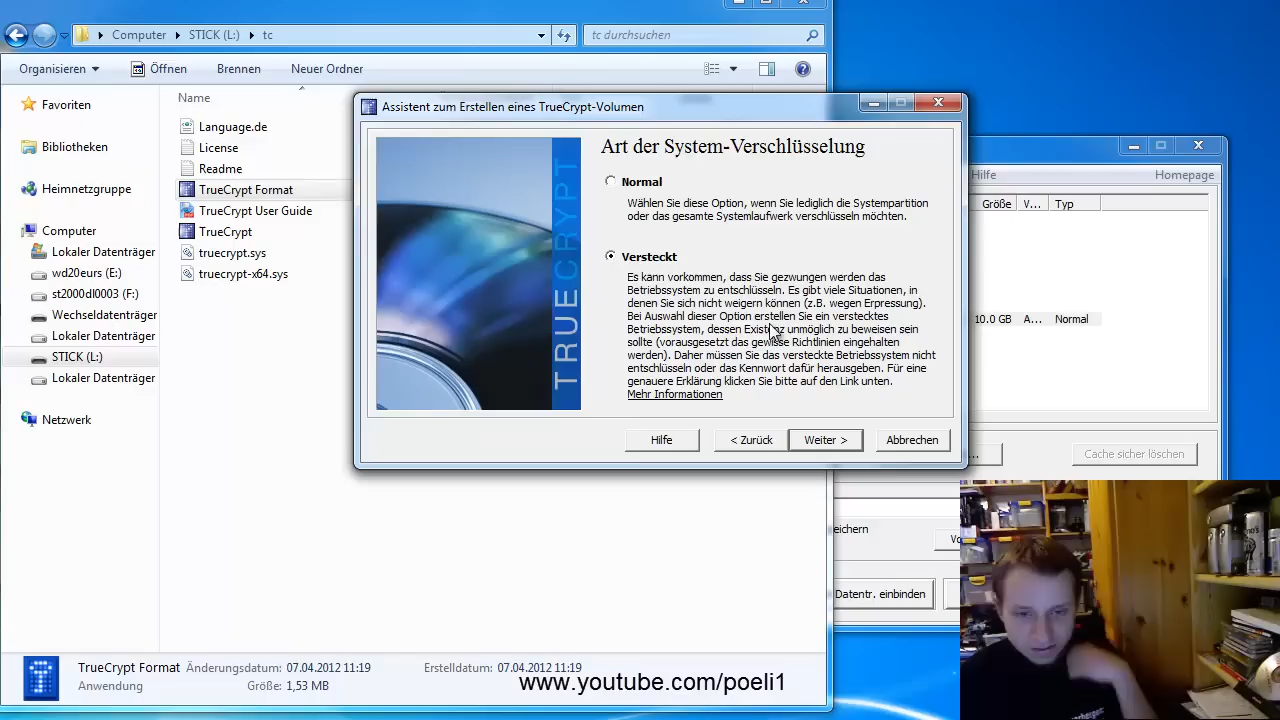 Computer
STICK (L:)
tc
tc durchsuchen
Organisieren
Öffnen
Brennen
Neuer Ordner
Favoriten
Bibliotheken
Heimnetzgruppe
Computer
Lokaler Datenträger
wd20eurs (E:)
st2000dl0003 (F:)
Wechseldatenträger
Lokaler Datenträger
STICK (L:)
Lokaler Datenträger
Netzwerk
Name
Language.de
License
Readme
TrueCrypt Format
TrueCrypt User Guide
TrueCrypt
truecrypt.sys
truecrypt-x64.sys
Assistent zum Erstellen eines TrueCrypt-Volumen
TRUECRYPT
Art der System-Verschlüsselung
Normal
Wählen Sie diese Option, wenn Sie lediglich die Systempartition
oder das gesamte Systemlaufwerk verschlüsseln möchten.
Versteckt
Es kann vorkommen, dass Sie gezwungen werden das
Betriebssystem zu entschlüsseln. Es gibt viele Situationen, in
denen Sie sich nicht weigern können (z.B. wegen Erpressung).
Bei Auswahl dieser Option erstellen Sie ein verstecktes
Betriebssystem, dessen Existenz unmöglich zu beweisen sein
sollte (vorausgesetzt das gewisse Richtlinien eingehalten
werden). Daher müssen Sie das versteckte Betriebssystem nicht
entschlüsseln oder das Kennwort dafür herausgeben. Für eine
genauere Erklärung klicken Sie bitte auf den Link unten.
Mehr Informationen
Hilfe
< Zurück
Weiter >
Abbrechen
Hilfe
Homepage
Größe
V...
Typ
10.0 GB
A...
Normal
...
Cache sicher löschen
eichern
Datentr. einbinden
TrueCrypt Format
Änderungsdatum: 07.04.2012 11:19
Erstelldatum: 07.04.2012 11:19
Anwendung
Größe: 1,53 MB
www.youtube.com/poeli1